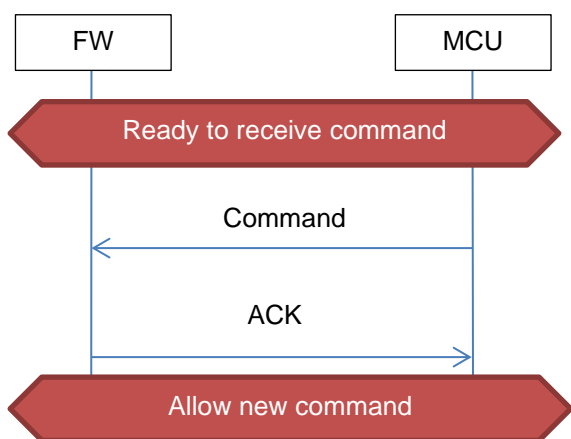 FW
MCU
Ready to receive command
Command
ACK
Allow new command